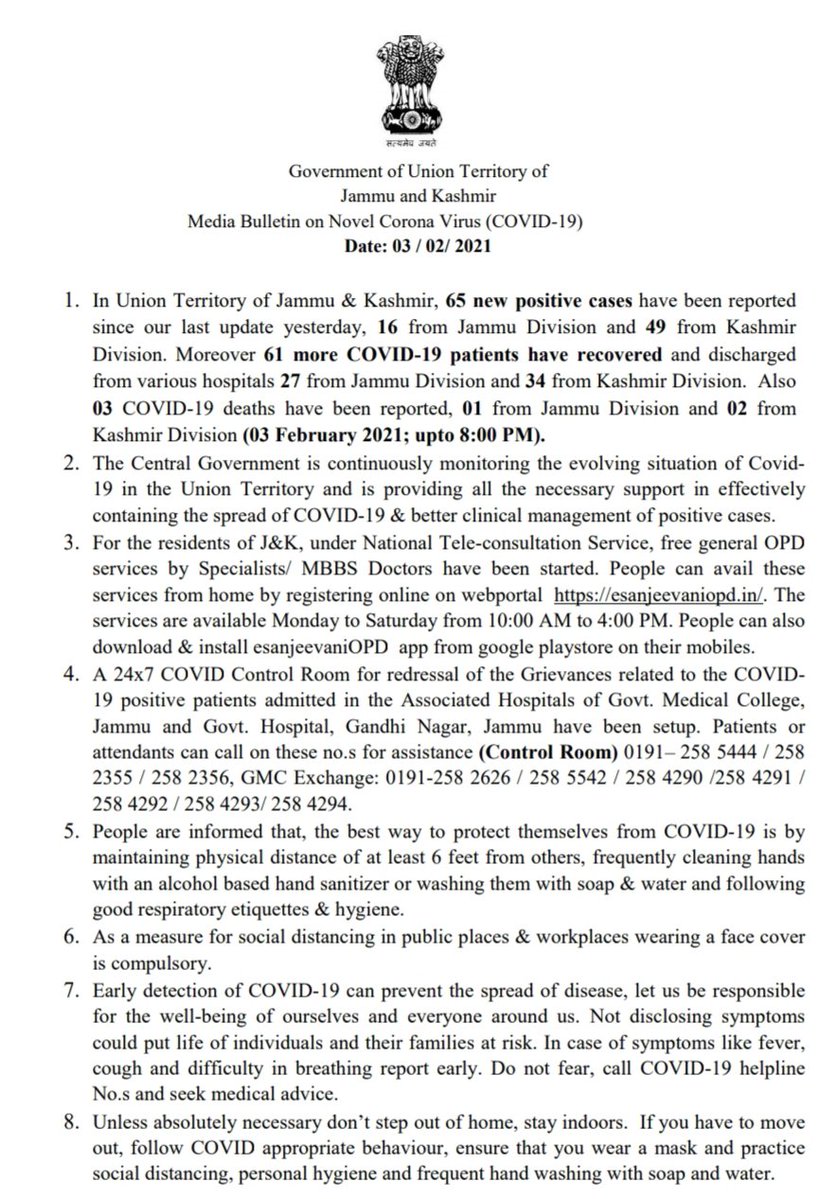 सत्यमेव जयते
Government of Union Territory of
Jammu and Kashmir
Media Bulletin on Novel Corona Virus (COVID-19)
Date: 03 / 02/ 2021
1. In Union Territory of Jammu & Kashmir, 65 new positive cases have been reported
since our last update yesterday, 16 from Jammu Division and 49 from Kashmir
Division. Moreover 61 more COVID-19 patients have recovered and discharged
from various hospitals 27 from Jammu Division and 34 from Kashmir Division. Also
03 COVID-19 deaths have been reported, 01 from Jammu Division and 02 from
Kashmir Division (03 February 2021; upto 8:00 PM).
2. The Central Government is continuously monitoring the evolving situation of Covid-
19 in the Union Territory and is providing all the necessary support in effectively
containing the spread of COVID-19 & better clinical management of positive cases.
3. For the residents of J&K, under National Tele-consultation Service, free general OPD
services by Specialists/ MBBS Doctors have been started. People can avail these
services from home by registering online on webportal https://esanjeevaniopd.in/. The
services are available Monday to Saturday from 10:00 AM to 4:00 PM. People can also
download & install esanjeevaniOPD app from google playstore on their mobiles.
4. A 24x7 COVID Control Room for redressal of the Grievances related to the COVID-
19 positive patients admitted in the Associated Hospitals of Govt. Medical College,
Jammu and Govt. Hospital, Gandhi Nagar, Jammu have been setup. Patients or
attendants can call on these no.s for assistance (Control Room) 0191– 258 5444 / 258
2355 / 258 2356, GMC Exchange: 0191-258 2626 / 258 5542 / 258 4290 /258 4291 /
258 4292 / 258 4293/ 258 4294.
5. People are informed that, the best way to protect themselves from COVID-19 is by
maintaining physical distance of at least 6 feet from others, frequently cleaning hands
with an alcohol based hand sanitizer or washing them with soap & water and following
good respiratory etiquettes & hygiene.
6. As a measure for social distancing in public places & workplaces wearing a face cover
is compulsory.
7. Early detection of COVID-19 can prevent the spread of disease, let us be responsible
for the well-being of ourselves and everyone around us. Not disclosing symptoms
could put life of individuals and their families at risk. In case of symptoms like fever,
cough and difficulty in breathing report early. Do not fear, call COVID-19 helpline
No.s and seek medical advice.
8. Unless absolutely necessary don’t step out of home, stay indoors. If you have to move
out, follow COVID appropriate behaviour, ensure that you wear a mask and practice
social distancing, personal hygiene and frequent hand washing with soap and water.